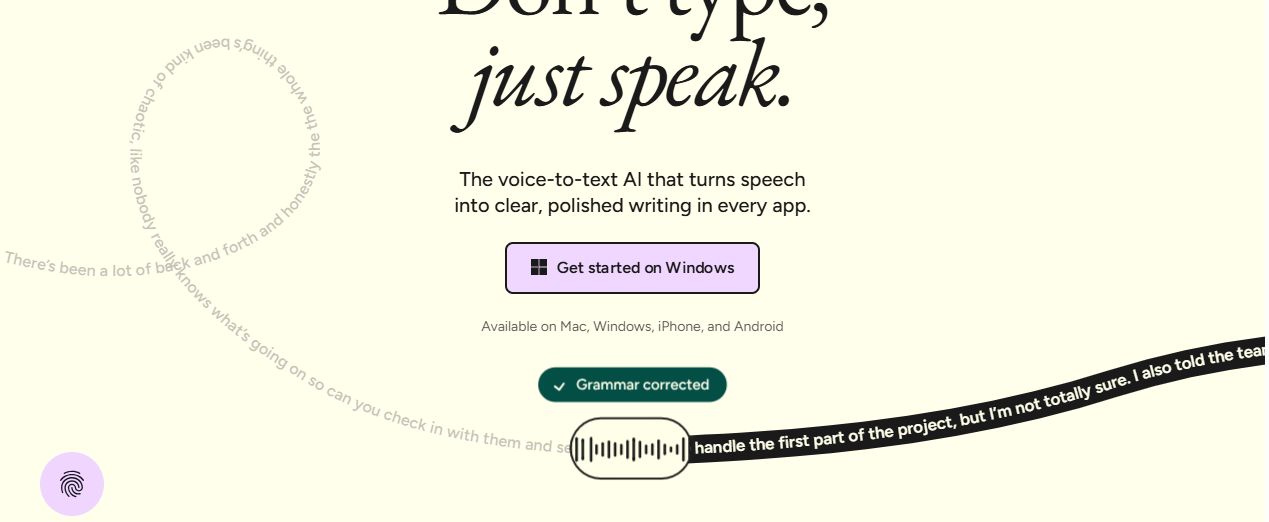 Don't type,
just speak.
The voice-to-text AI that turns speech
into clear, polished writing in every app.
Get started on Windows
Available on Mac, Windows, iPhone, and Android
Grammar corrected
There's been a lot of back and forth and honestly the the whole thing's been kind of chaotic, like nobody really knows what's going on so can you check in with them and
handle the first part of the project, but I'm not totally sure. I also told the